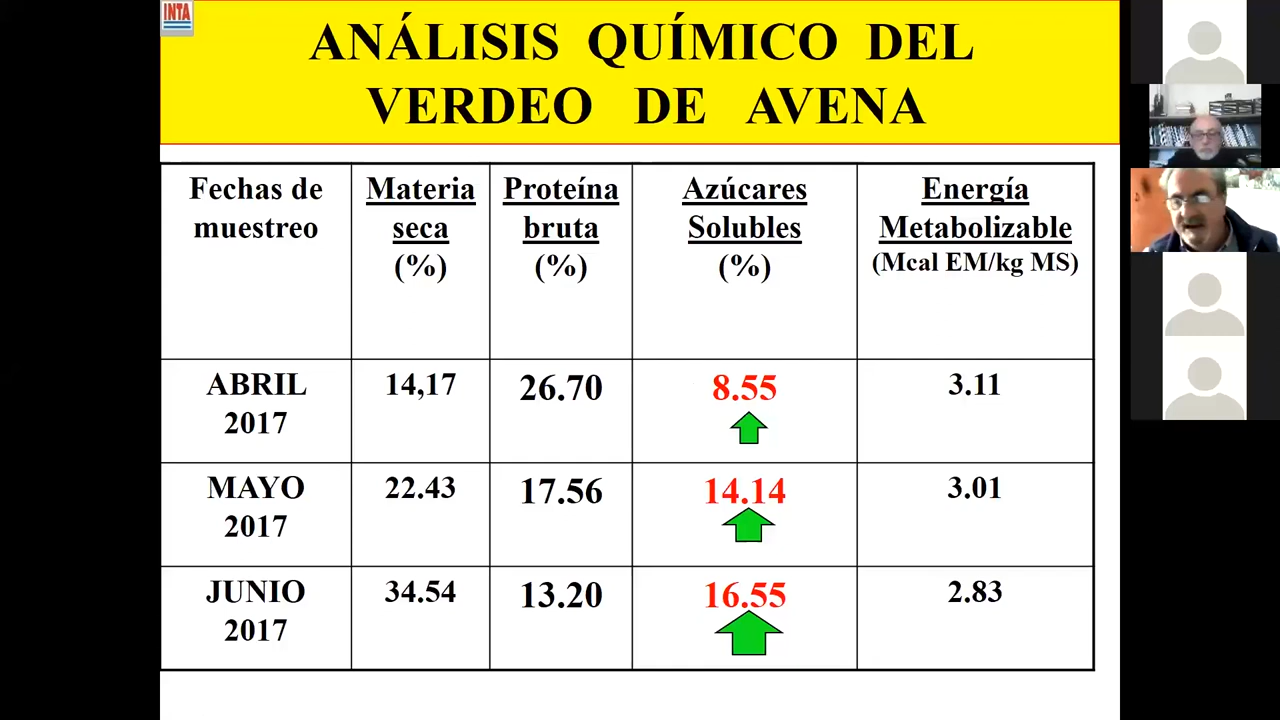 INTA
ANÁLISIS QUÍMICO DEL
VERDEO DE AVENA
Fechas de
muestreo
Materia
seca
(%)
Proteína
bruta
(%)
Azúcares
Solubles
(%)
Energía
Metabolizable
(Mcal EM/kg MS)
ABRIL
2017
14,17
26.70
8.55
3.11
MAYO
2017
22.43
17.56
14.14
3.01
JUNIO
2017
34.54
13.20
16.55
2.83